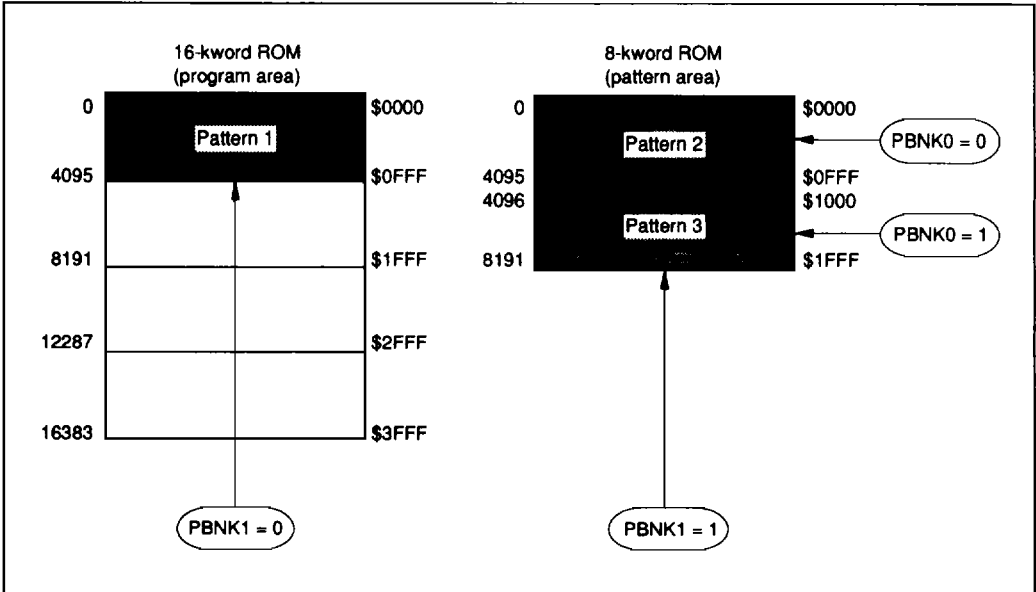 16-kword ROM
(program area)
0
$0000
Pattern 1
4095
$0FFF
8191
$1FFF
12287
$2FFF
16383
$3FFF
PBNK1 = 0
8-kword ROM
(pattern area)
0
$0000
Pattern 2
PBNK0 = 0
4095
$0FFF
4096
$1000
Pattern 3
PBNK0 = 1
8191
$1FFF
PBNK1 = 1